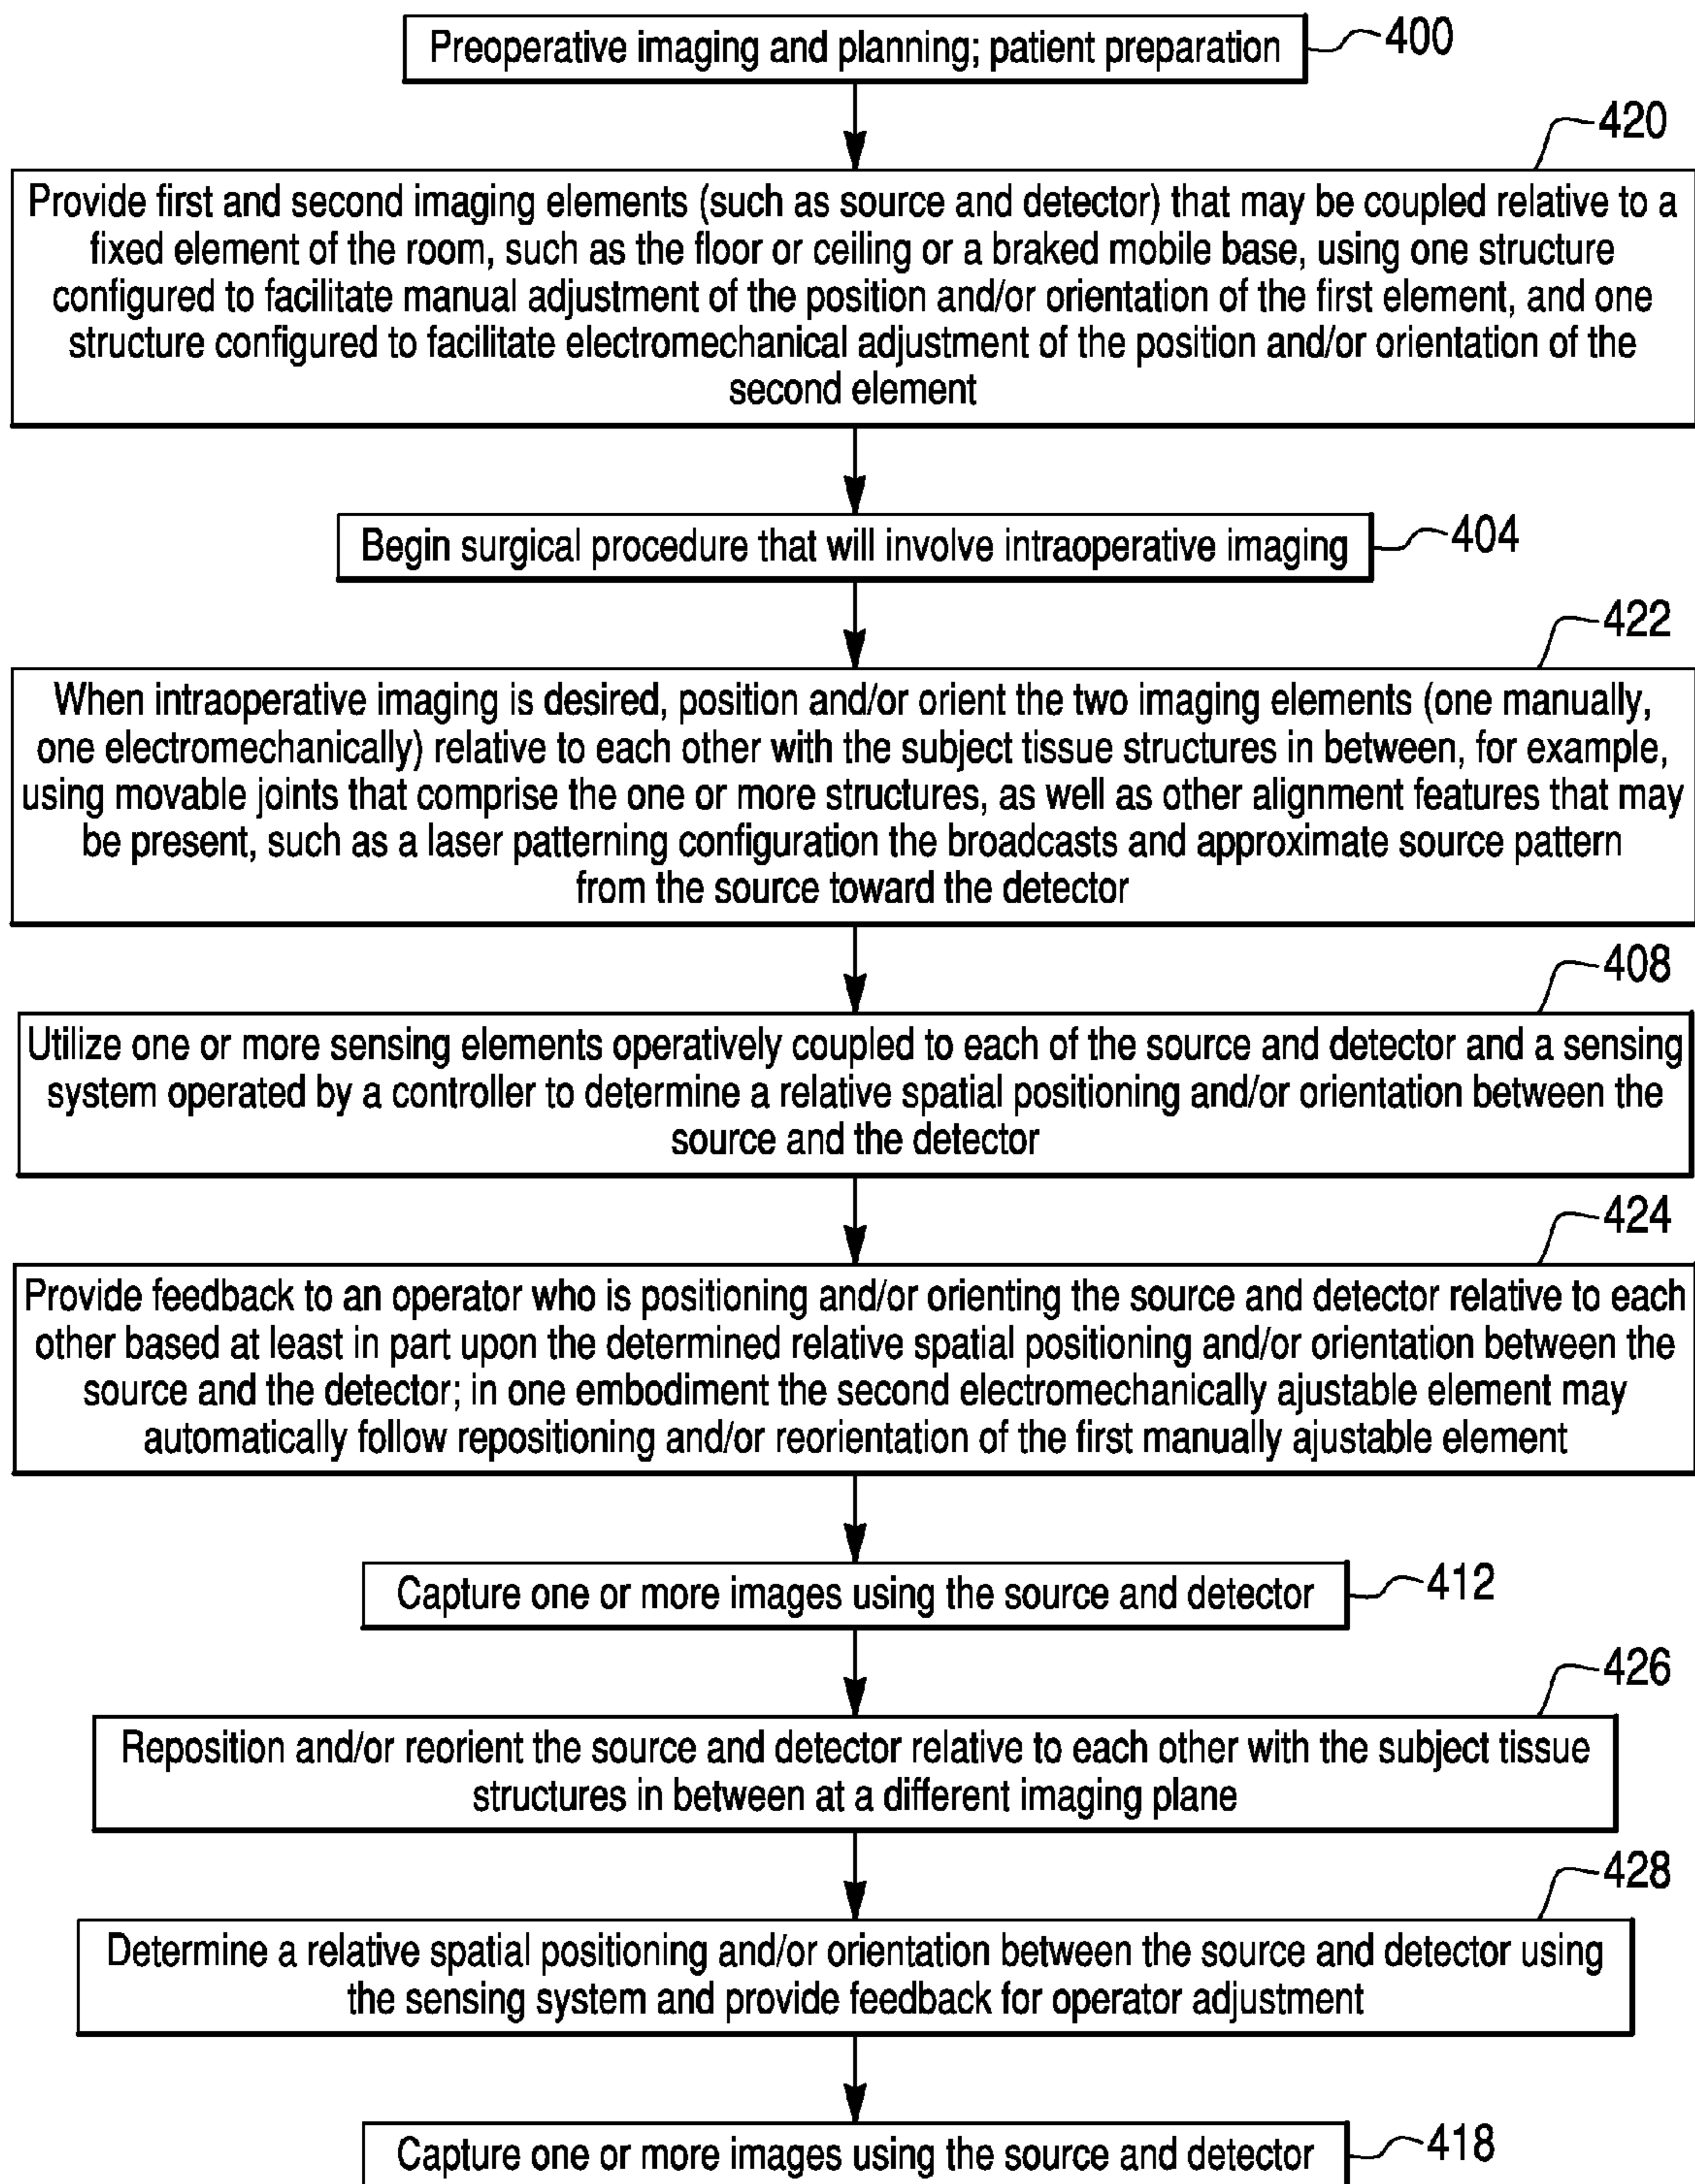 Preoperative imaging and planning; patient preparation
400
420
Provide first and second imaging elements (such as source and detector) that may be coupled relative to a
fixed element of the room, such as the floor or ceiling or a braked mobile base, using one structure
configured to facilitate manual adjustment of the position and/or orientation of the first element, and one
structure configured to facilitate electromechanical adjustment of the position and/or orientation of the
second element
Begin surgical procedure that will involve intraoperative imaging
404
422
When intraoperative imaging is desired, position and/or orient the two imaging elements (one manually,
one electromechanically) relative to each other with the subject tissue structures in between, for example,
using movable joints that comprise the one or more structures, as well as other alignment features that may
be present, such as a laser patterning configuration the broadcasts and approximate source pattern
from the source toward the detector
408
Utilize one or more sensing elements operatively coupled to each of the source and detector and a sensing
system operated by a controller to determine a relative spatial positioning and/or orientation between the
source and the detector
424
Provide feedback to an operator who is positioning and/or orienting the source and detector relative to each
other based at least in part upon the determined relative spatial positioning and/or orientation between the
source and the detector; in one embodiment the second electromechanically ajustable element may
automatically follow repositioning and/or reorientation of the first manually ajustable element
Capture one or more images using the source and detector
412
426
Reposition and/or reorient the source and detector relative to each other with the subject tissue
structures in between at a different imaging plane
428
Determine a relative spatial positioning and/or orientation between the source and detector using
the sensing system and provide feedback for operator adjustment
Capture one or more images using the source and detector
418